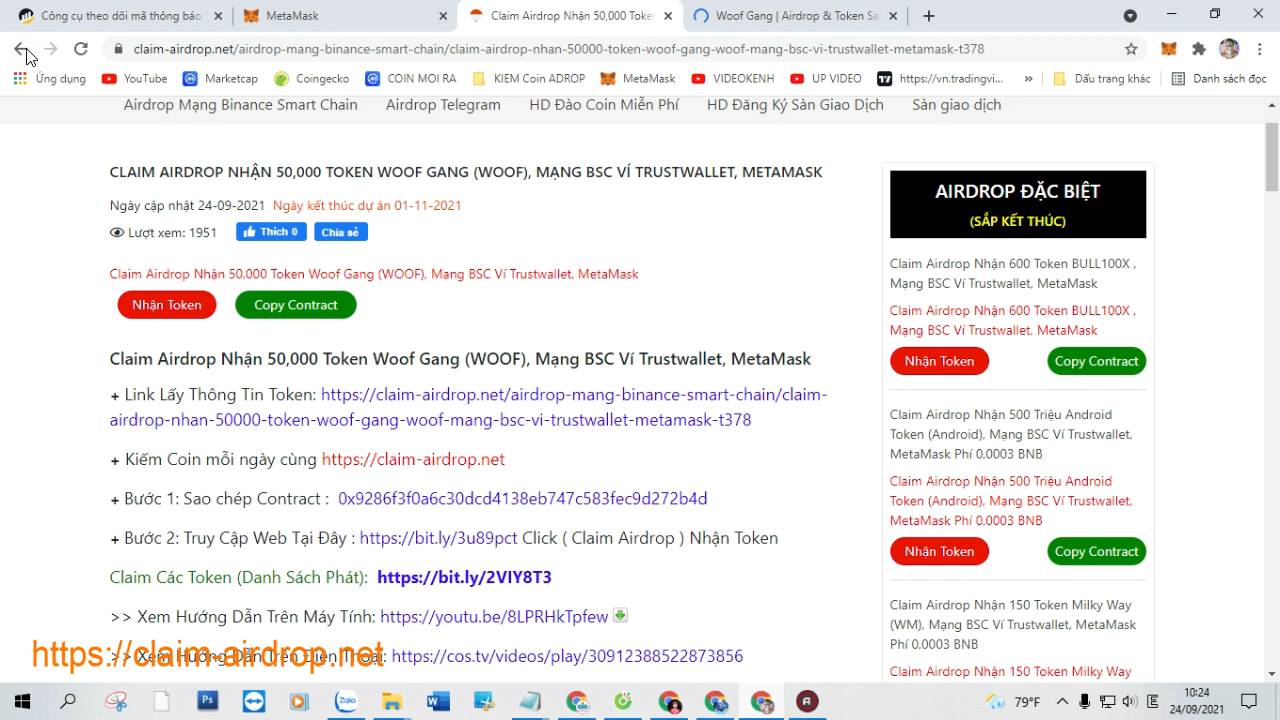 Công cụ theo dõi mã thông báo
MetaMask
Claim Airdrop Nhận 50,000 Token
Woof Gang | Airdrop & Token Sal
claim-airdrop.net/airdrop-mang-binance-smart-chain/claim-airdrop-nhan-50000-token-woof-gang-woof-mang-bsc-vi-trustwallet-metamask-t378
Ứng dụng
YouTube
Marketcap
Coingecko
COIN MOI RA
KIEM Coin ADROP
MetaMask
VIDEOKENH
UP VIDEO
https://vn.tradingvi...
»
Dấu trang khác
Danh sách đọc
Airdrop Mạng Binance Smart Chain
Airdrop Telegram
HD Đào Coin Miễn Phí
HD Đăng Ký Sàn Giao Dịch
Sàn giao dịch
CLAIM AIRDROP NHẬN 50,000 TOKEN WOOF GANG (WOOF), MẠNG BSC VÍ TRUSTWALLET, METAMASK
Ngày cập nhật 24-09-2021 Ngày kết thúc dự án 01-11-2021
Lượt xem: 1951
Thích 0
Chia sẻ
Claim Airdrop Nhận 50,000 Token Woof Gang (WOOF), Mạng BSC Ví Trustwallet, MetaMask
Nhận Token
Copy Contract
Claim Airdrop Nhận 50,000 Token Woof Gang (WOOF), Mạng BSC Ví Trustwallet, MetaMask
+ Link Lấy Thông Tin Token: https://claim-airdrop.net/airdrop-mang-binance-smart-chain/claim-
airdrop-nhan-50000-token-woof-gang-woof-mang-bsc-vi-trustwallet-metamask-t378
+ Kiếm Coin mỗi ngày cùng https://claim-airdrop.net
+ Bước 1: Sao chép Contract : 0x9286f3f0a6c30dcd4138eb747c583fec9d272b4d
+ Bước 2: Truy Cập Web Tại Đây : https://bit.ly/3u89pct Click ( Claim Airdrop ) Nhận Token
Claim Các Token (Danh Sách Phát): https://bit.ly/2VIY8T3
>> Xem Hướng Dẫn Trên Máy Tính: https://youtu.be/8LPRHkTpfew
>> Xem Hướng Dẫn Trên Điện Thoại: https://cos.tv/videos/play/30912388522873856
https://claim-airdrop.net
AIRDROP ĐẶC BIỆT
(SẮP KẾT THÚC)
Claim Airdrop Nhận 600 Token BULL100X ,
Mạng BSC Ví Trustwallet, MetaMask
Claim Airdrop Nhận 600 Token BULL100X ,
Mạng BSC Ví Trustwallet, MetaMask
Nhận Token
Copy Contract
Claim Airdrop Nhận 500 Triệu Android
Token (Android), Mạng BSC Ví Trustwallet,
MetaMask Phí 0,0003 BNB
Claim Airdrop Nhận 500 Triệu Android
Token (Android), Mạng BSC Ví Trustwallet,
MetaMask Phí 0,0003 BNB
Nhận Token
Copy Contract
Claim Airdrop Nhận 150 Token Milky Way
(WM), Mạng BSC Ví Trustwallet, MetaMask
Phí 0,0003 BNB
Claim Airdrop Nhận 150 Token Milky Way
Ps
Zalo
79°F
10:24
24/09/2021